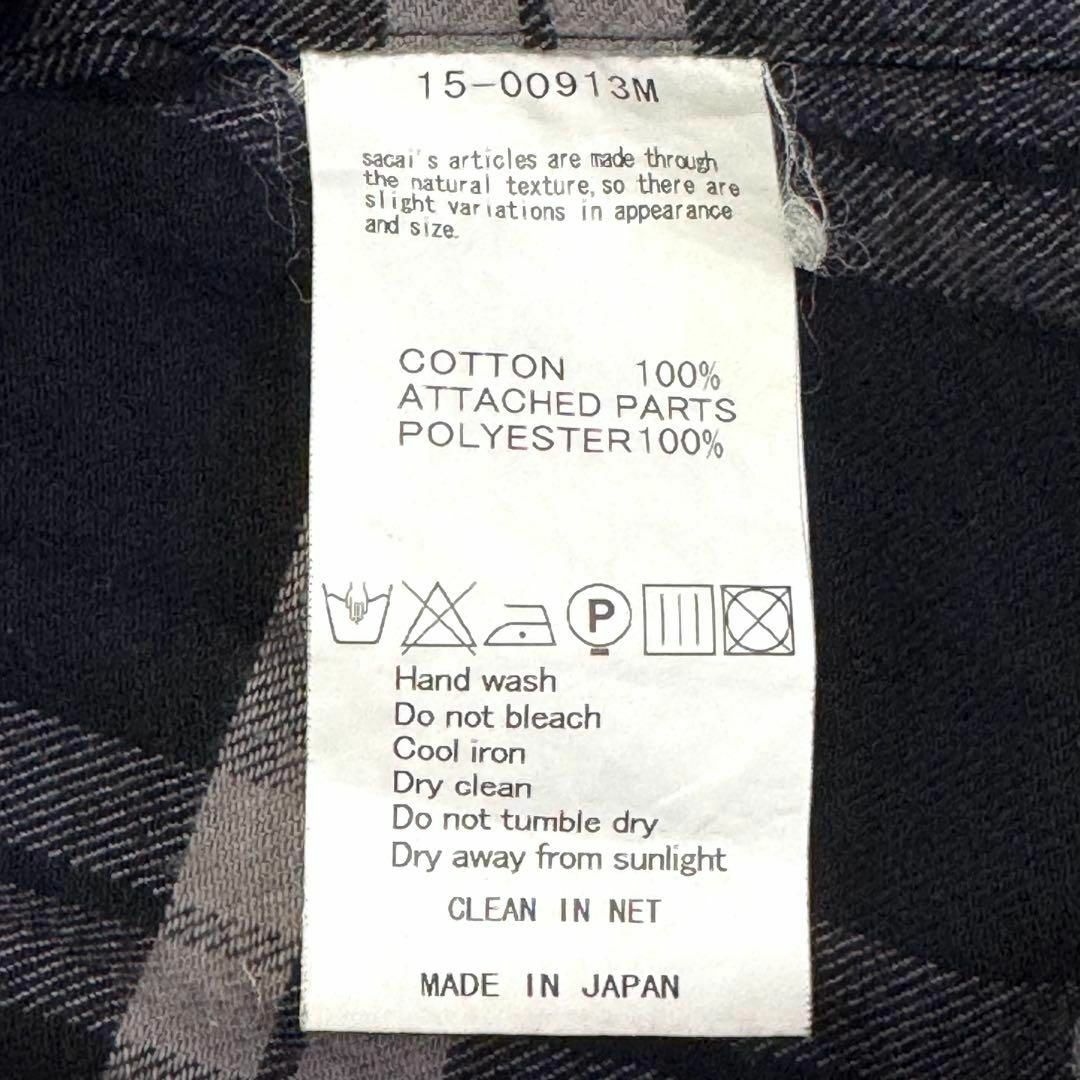 15-00913M
sacai's articles are made through
the natural texture, so there are
slight variations in appearance
and size.
COTTON 100%
ATTACHED PARTS
POLYESTER 100%
P
Hand wash
Do not bleach
Cool iron
Dry clean
Do not tumble dry
Dry away from sunlight
CLEAN IN NET
MADE IN JAPAN